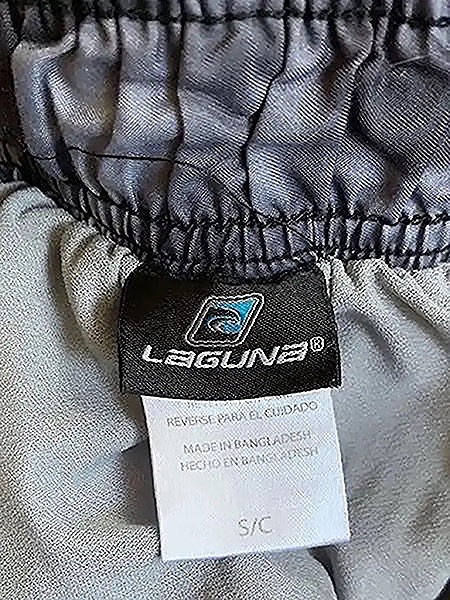 LAGUNA®
REVERSE PARA EL CUIDADO
MADE IN BANGLADESH
HECHO EN BANGLADESH
S/C